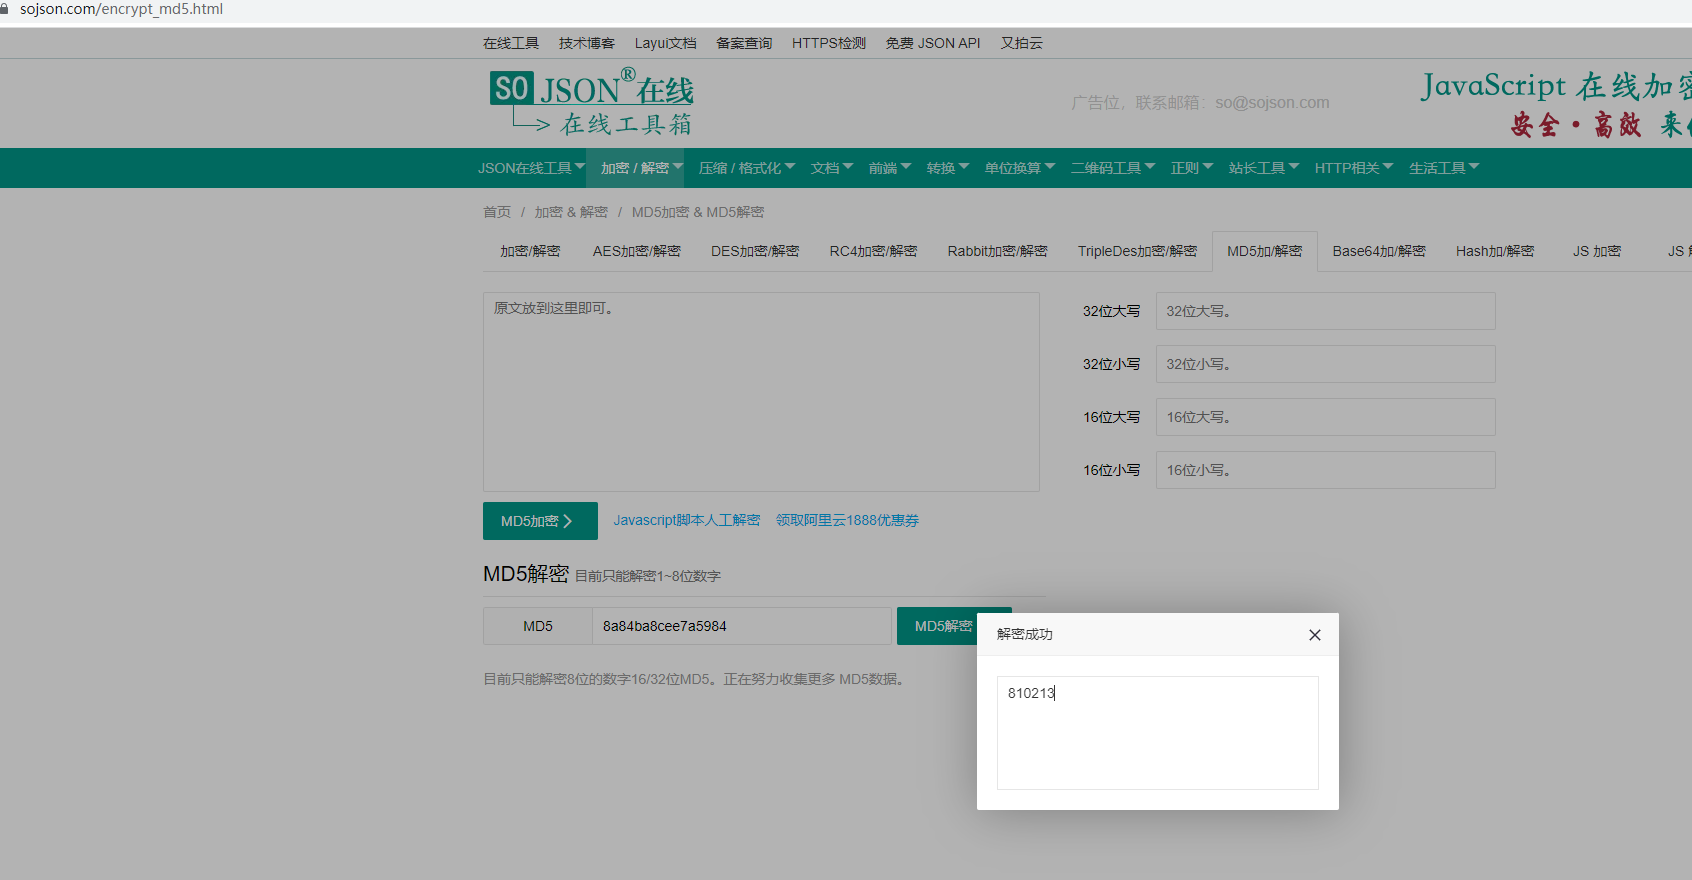 sojson.com/encrypt_md5.html
在线工具 技术博客 Layui文档 备案查询 HTTPS检测 免费 JSON API 又拍云
SO JSON®在线
在线工具箱
广告位，联系邮箱：so@sojson.com
JavaScript 在线加密
安全·高效 来
JSON在线工具 加密 / 解密 压缩 / 格式化 文档 前端 转换 单位换算 二维码工具 正则 站长工具 HTTP相关 生活工具
首页 / 加密 & 解密 / MD5加密 & MD5解密
加密/解密 AES加密/解密 DES加密/解密 RC4加密/解密 Rabbit加密/解密 TripleDes加密/解密 MD5加/解密 Base64加/解密 Hash加/解密 JS 加密 JS
原文放到这里即可。
32位大写 32位大写。
32位小写 32位小写。
16位大写 16位大写。
16位小写 16位小写。
MD5加密 Javascript脚本人工解密 领取阿里云1888优惠券
MD5解密 目前只能解密1~8位数字
MD5 8a84ba8cee7a5984 MD5解密
目前只能解密8位的数字16/32位MD5。正在努力收集更多 MD5数据。
解密成功
810213